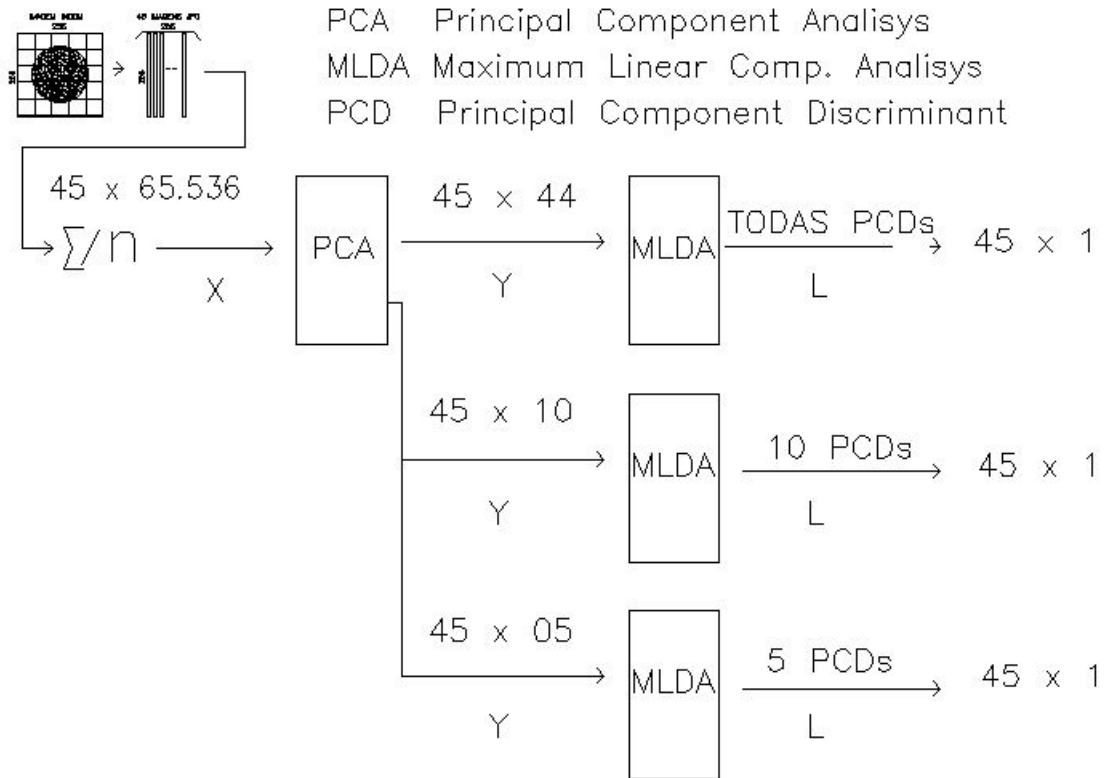 PCA Principal Component Analisys
MLDA Maximum Linear Comp. Analisys
PCD Principal Component Discriminant
45 x 65.536
Σ/n
X
PCA
45 x 44
Y
MLDA
TODAS PCDs
L
45 x 1
45 x 10
Y
MLDA
10 PCDs
L
45 x 1
45 x 05
Y
MLDA
5 PCDs
L
45 x 1